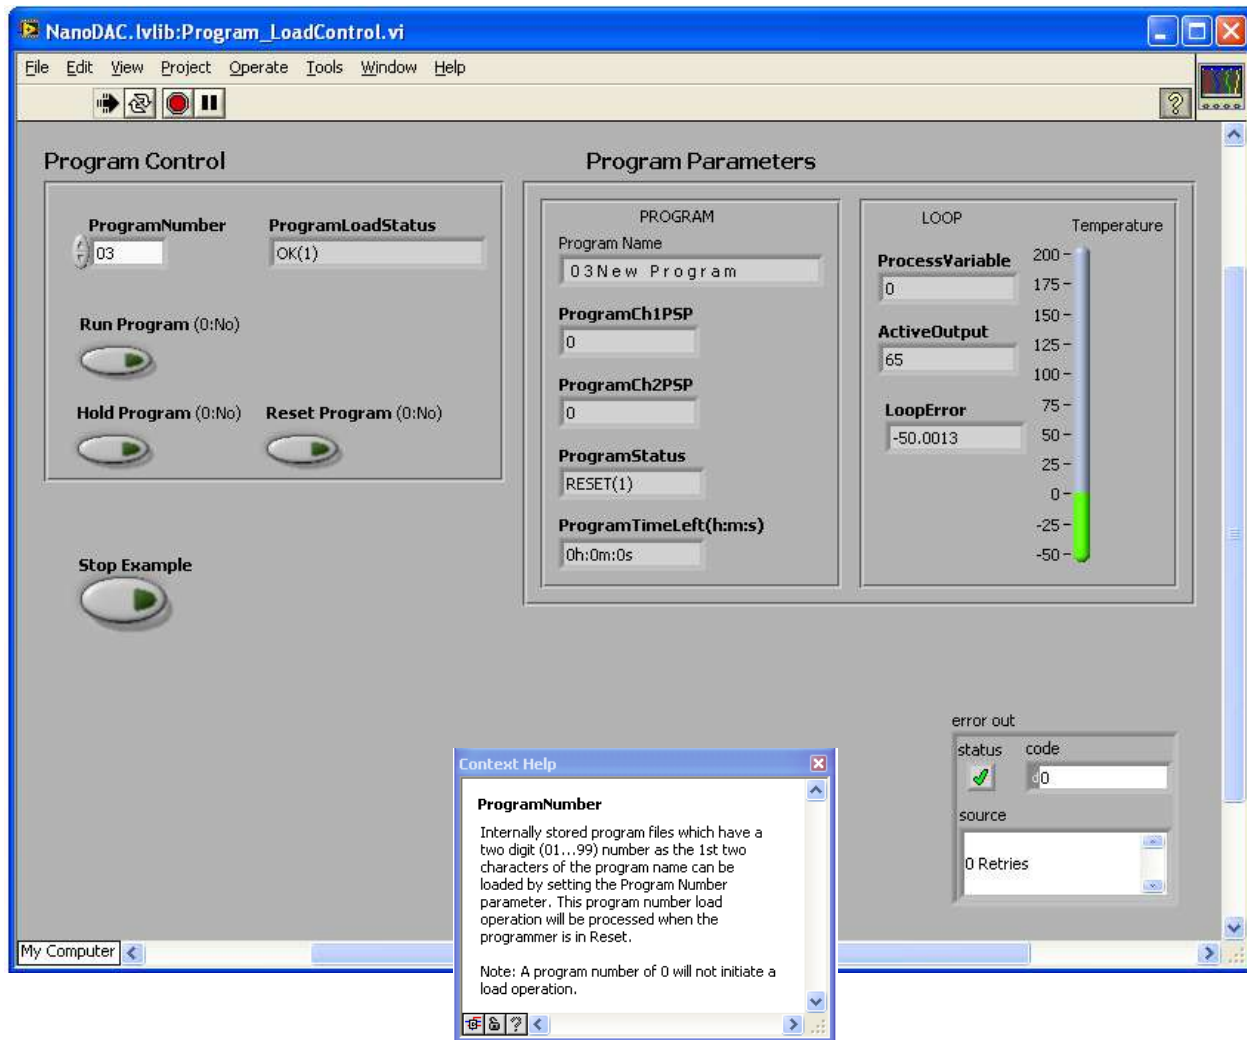 NanoDAC.lvlib:Program_LoadControl.vi
File Edit View Project Operate Tools Window Help
Program Control
ProgramNumber
03
ProgramLoadStatus
OK(1)
Run Program (0:No)
Hold Program (0:No)
Reset Program (0:No)
Stop Example
Program Parameters
PROGRAM
Program Name
03New Program
ProgramCh1PSP
0
ProgramCh2PSP
0
ProgramStatus
RESET(1)
ProgramTimeLeft(h:m:s)
0h:0m:0s
LOOP
ProcessVariable
0
ActiveOutput
65
LoopError
-50.0013
Temperature
200
175
150
125
100
75
50
25
0
-25
-50
error out
status code
d0
source
0 Retries
Context Help
ProgramNumber
Internally stored program files which have a
two digit (01...99) number as the 1st two
characters of the program name can be
loaded by setting the Program Number
parameter. This program number load
operation will be processed when the
programmer is in Reset.
Note: A program number of 0 will not initiate a
load operation.
?
My Computer